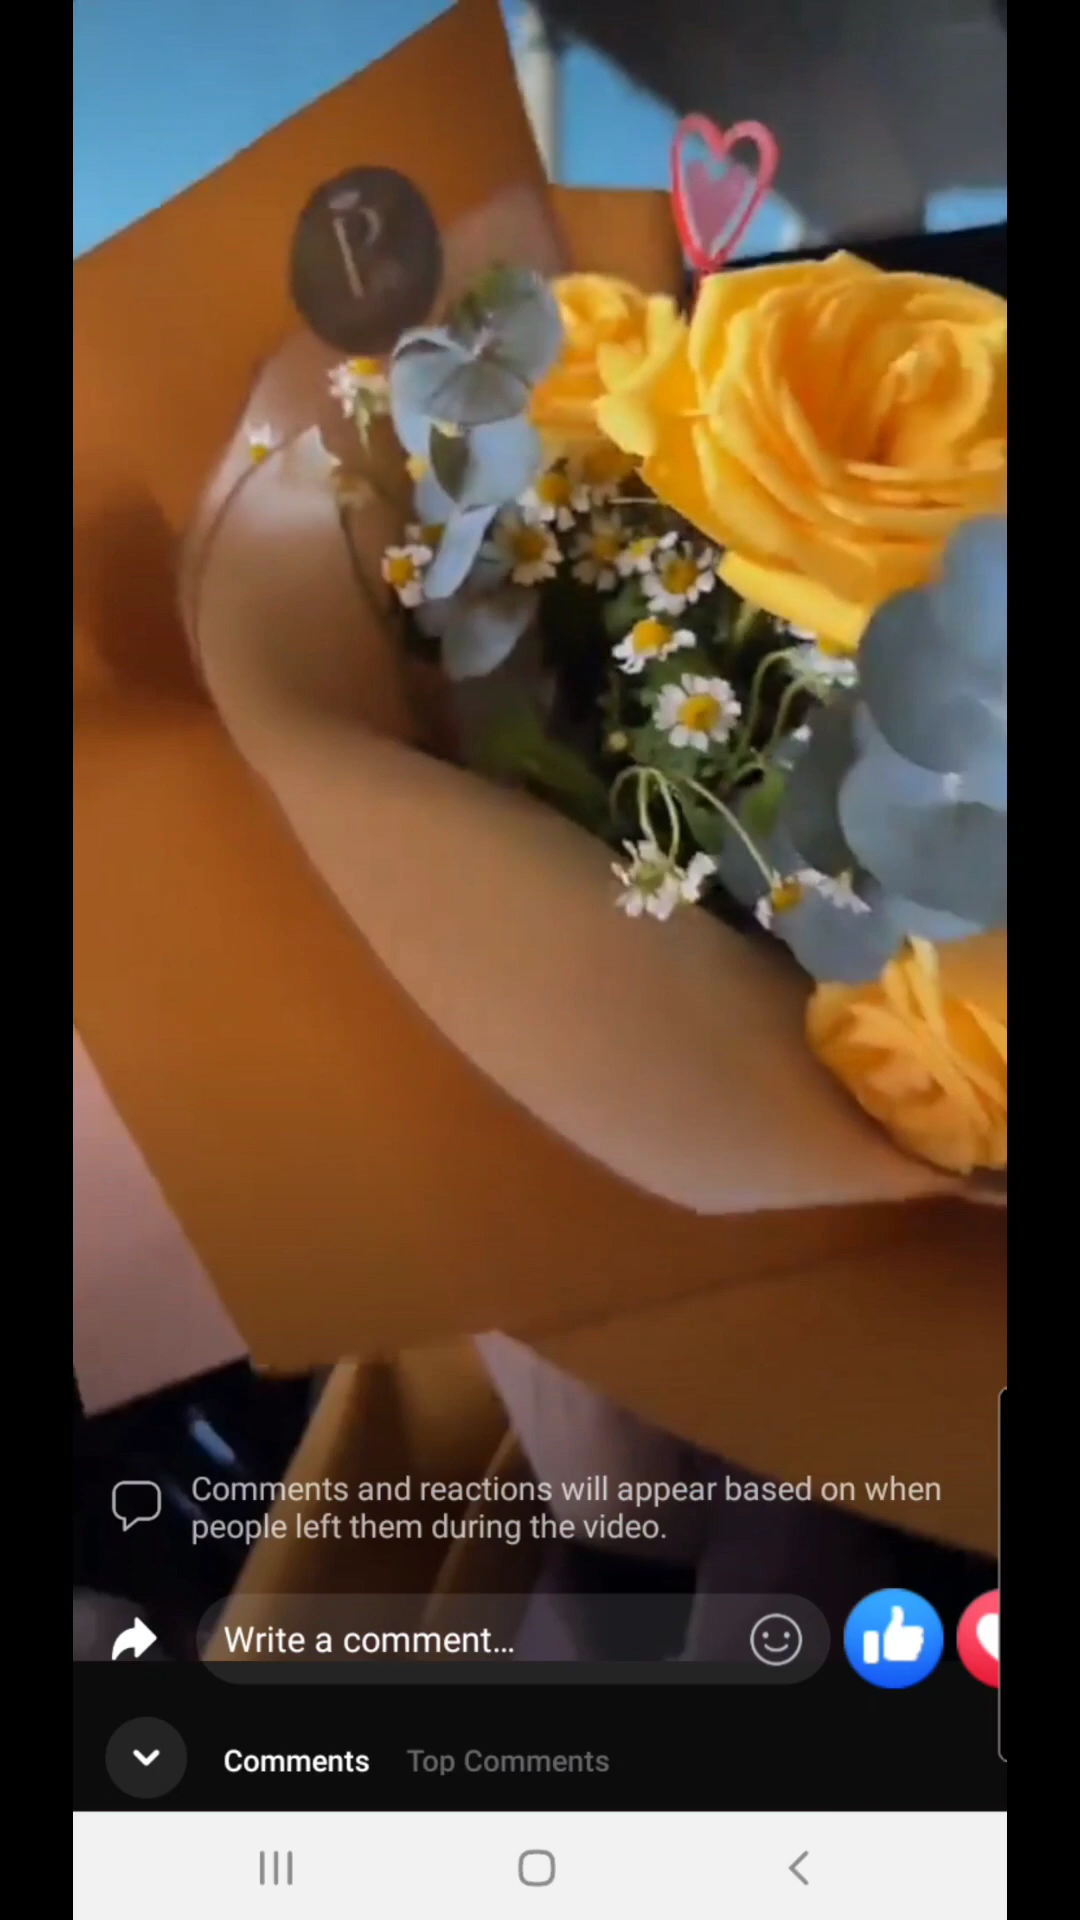 P
Comments and reactions will appear based on when
people left them during the video.
Write a comment...
Comments
Top Comments